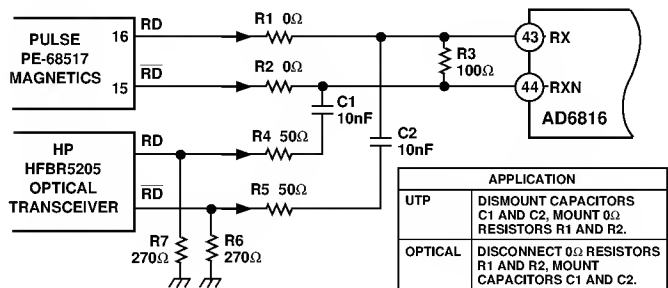 PULSE
PE-68517
MAGNETICS
16
RD
R1 0Ω
15
R̅D̅
R2 0Ω
R3
100Ω
43 RX
44 RXN
AD6816
C1
10nF
C2
10nF
HP
HFBR5205
OPTICAL
TRANSCEIVER
RD
R4 50Ω
R̅D̅
R5 50Ω
R7
270Ω
R6
270Ω
APPLICATION
UTP
DISMOUNT CAPACITORS
C1 AND C2, MOUNT 0Ω
RESISTORS R1 AND R2.
OPTICAL
DISCONNECT 0Ω RESISTORS
R1 AND R2, MOUNT
CAPACITORS C1 AND C2.